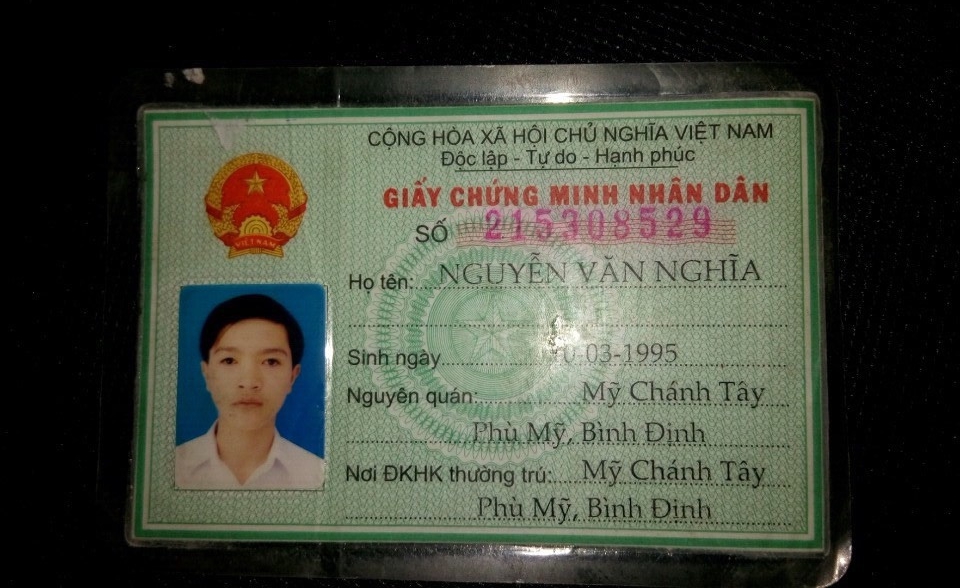 CỘNG HÒA XÃ HỘI CHỦ NGHĨA VIỆT NAM
Độc lập - Tự do - Hạnh phúc
GIẤY CHỨNG MINH NHÂN DÂN
SỐ 215308529
VIỆT NAM
Họ tên: NGUYỄN VĂN NGHĨA
Sinh ngày 0-03-1995
Nguyên quán: Mỹ Chánh Tây
Phù Mỹ, Bình Định
Nơi ĐKHK thường trú: Mỹ Chánh Tây
Phù Mỹ, Bình Định